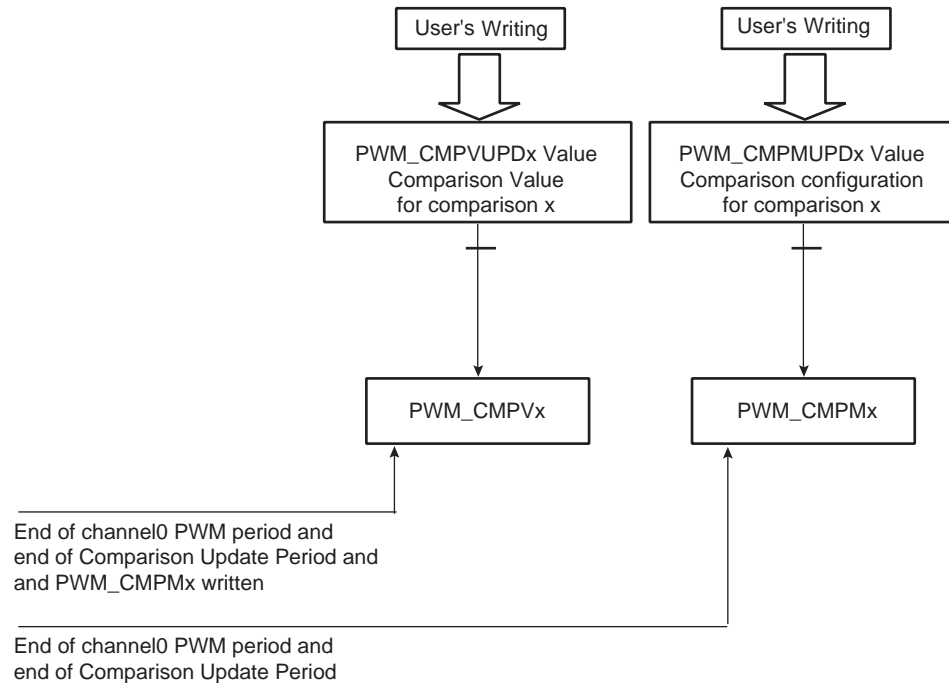 User's Writing
User's Writing
PWM_CMPVUPDx Value
Comparison Value
for comparison x
PWM_CMPMUPDx Value
Comparison configuration
for comparison x
PWM_CMPVx
PWM_CMPMx
End of channel0 PWM period and
end of Comparison Update Period and
and PWM_CMPMx written
End of channel0 PWM period and
end of Comparison Update Period